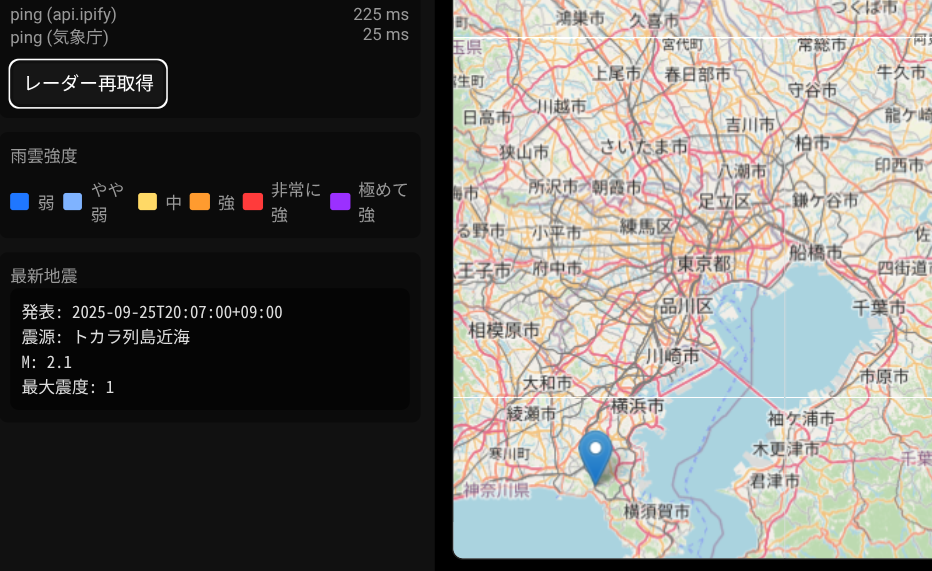 ping (api.ipify) 225 ms
ping (気象庁) 25 ms
レーダー再取得
雨雲強度
弱 やや弱 中 強 非常に強 極めて強
最新地震
発表: 2025-09-25T20:07:00+09:00
震源: トカラ列島近海
M: 2.1
最大震度: 1
つくば市
鴻巣市 久喜市
宮代町 常総市
上尾市 春日部市 牛久市
守谷市
川越市
日高市 吉川市 龍ケ崎
さいたま市 柏市
狭山市
八潮市 印西市
所沢市 朝霞市
足立区 鎌ケ谷市
練馬区
小平市
船橋市
王子市 府中市 東京都 四街道市
品川区 千葉市
相模原市
川崎市
大和市 市原市
横浜市
綾瀬市 袖ケ浦市
寒川町 木更津市
千葉
君津市
神奈川県
横須賀市